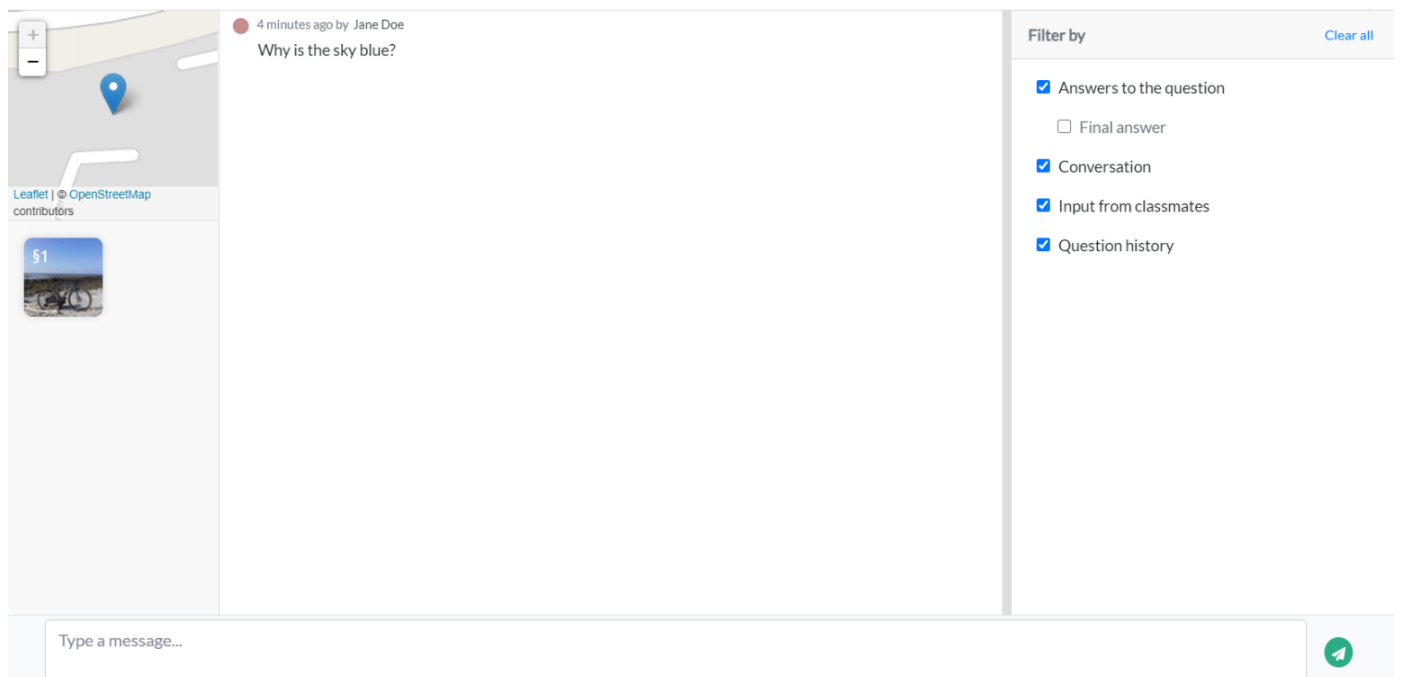 +
−
Leaflet | © OpenStreetMap
contributors
§1
4 minutes ago by Jane Doe
Why is the sky blue?
Filter by
Clear all
Answers to the question
Final answer
Conversation
Input from classmates
Question history
Type a message...